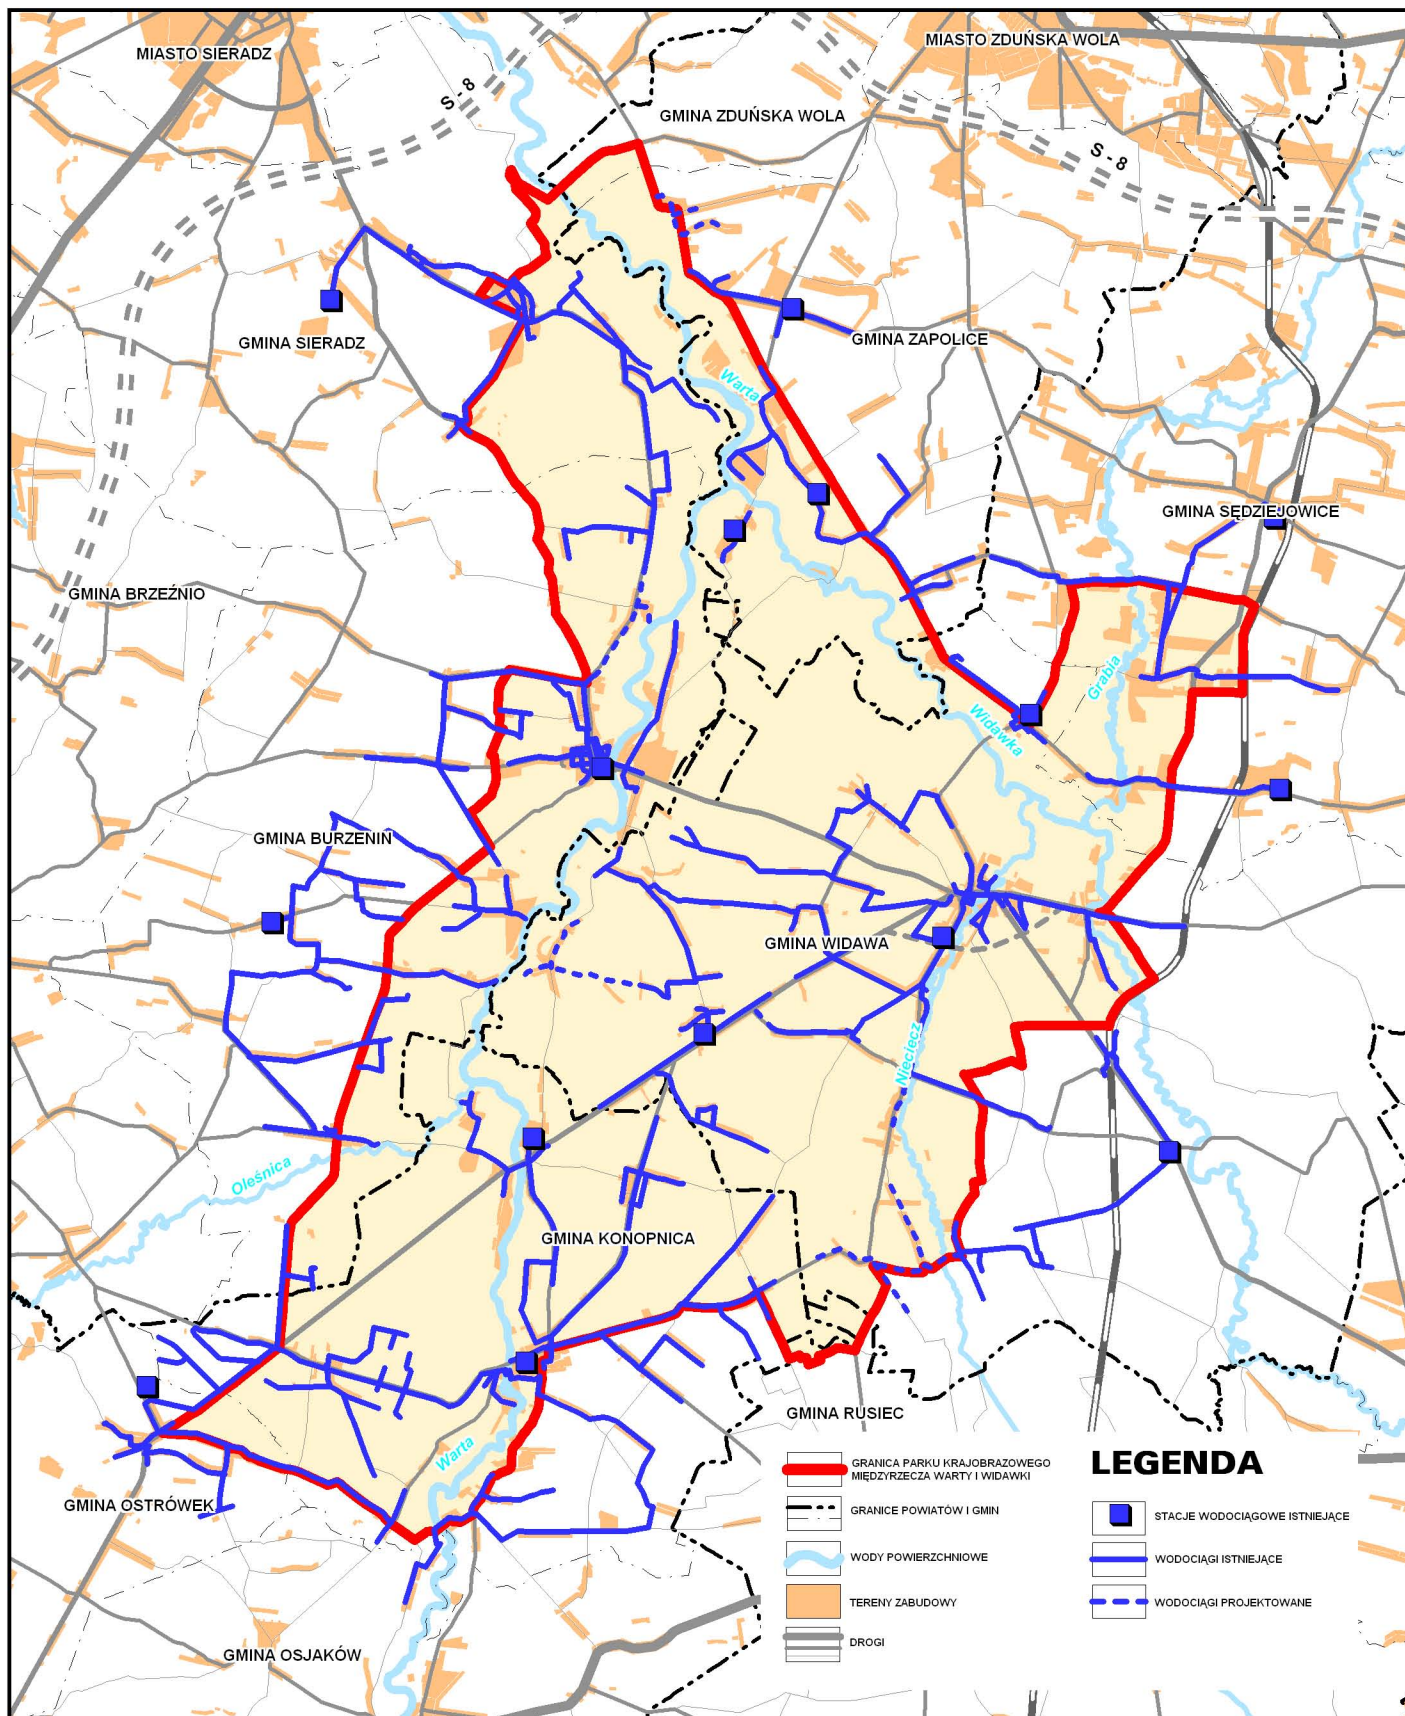 MIASTO SIERADZ
MIASTO ZDUŃSKA WOLA
S - 8
GMINA ZDUŃSKA WOLA
S - 8
GMINA SIERADZ
GMINA ZAPOLICE
Warta
GMINA SĘDZIEJOWICE
GMINA BRZEŹNIO
Grabia
Widawka
GMINA BURZENIN
GMINA WIDAWA
Nieciecz
Oleśnica
GMINA KONOPNICA
GMINA RUSIEC
Warta
GMINA OSTRÓWEK
GMINA OSJAKÓW
LEGENDA
GRANICA PARKU KRAJOBRAZOWEGO
MIĘDZYRZECZA WARTY I WIDAWKI
GRANICE POWIATÓW I GMIN
WODY POWIERZCHNIOWE
TERENY ZABUDOWY
DROGI
STACJE WODOCIĄGOWE ISTNIEJĄCE
WODOCIĄGI ISTNIEJĄCE
WODOCIĄGI PROJEKTOWANE